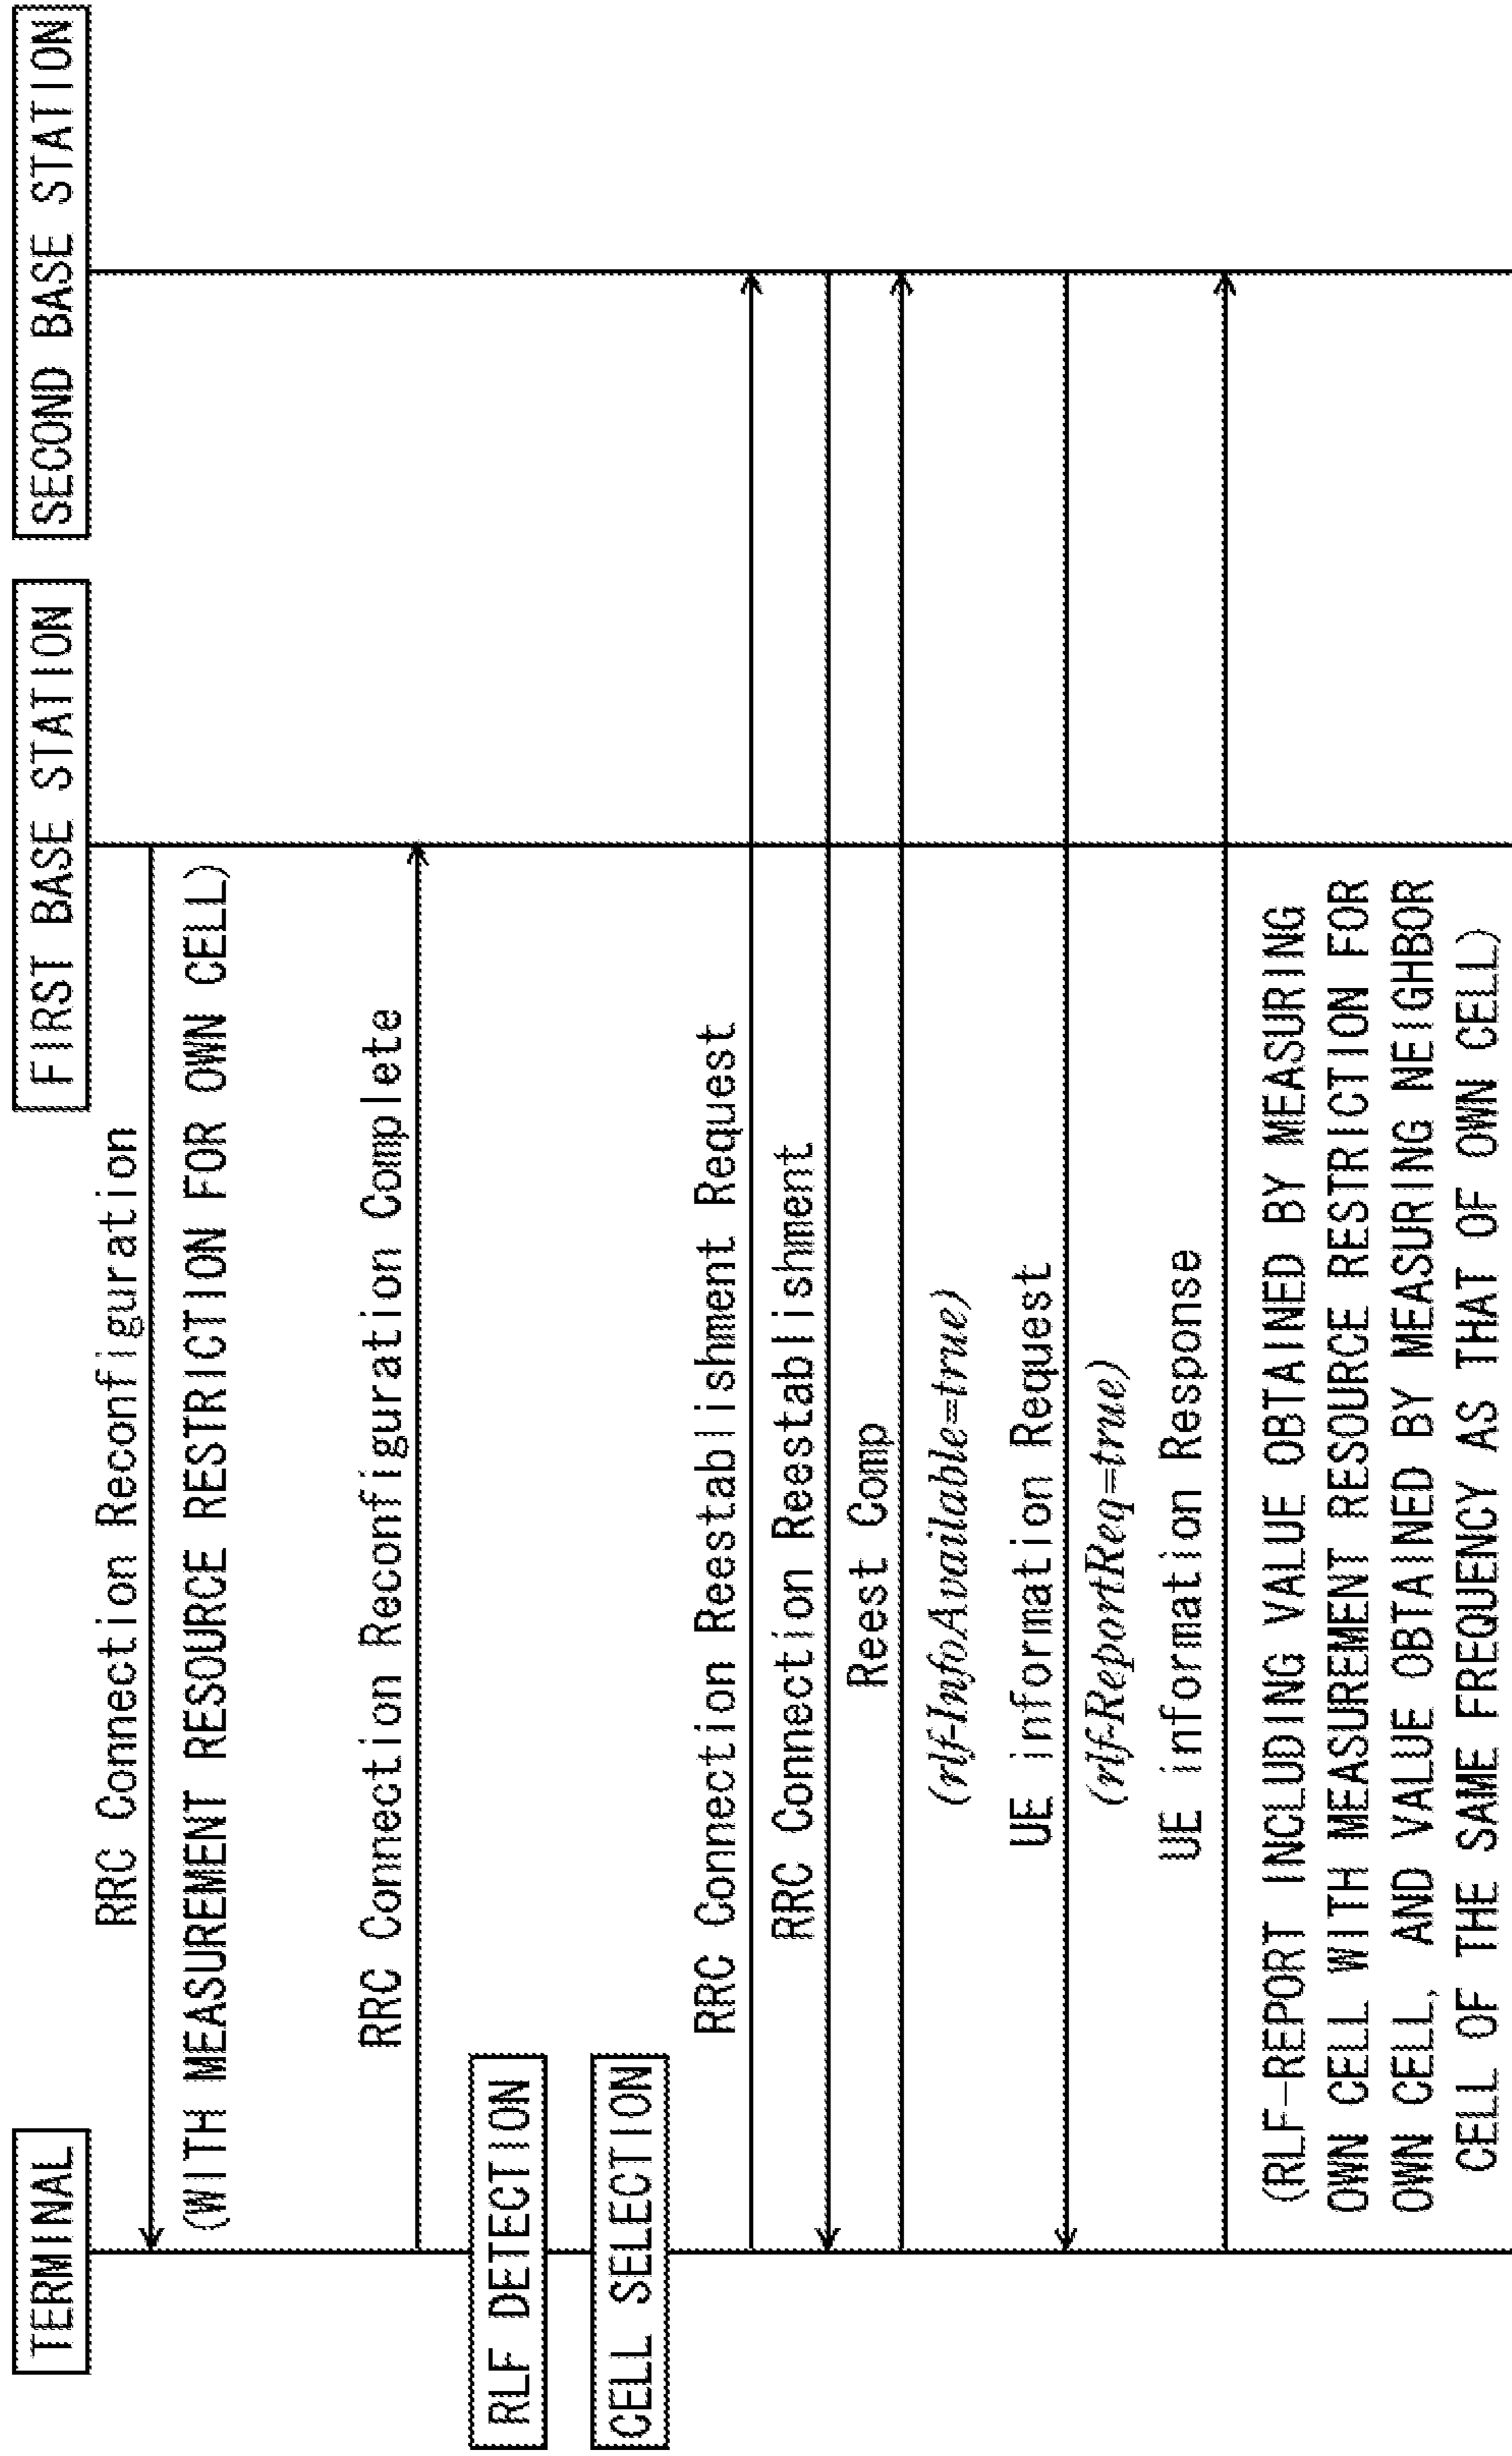 TERMINAL
FIRST BASE STATION
SECOND BASE STATION
RRC Connection Reconfiguration
(WITH MEASUREMENT RESOURCE RESTRICTION FOR OWN CELL)
RRC Connection Reconfiguration Complete
RLF DETECTION
CELL SELECTION
RRC Connection Reestablishment Request
RRC Connection Reestablishment
Reest Comp
(rlf-InfoAvailable=true)
UE information Request
(rlf-ReportReq=true)
UE information Response
(RLF-REPORT INCLUDING VALUE OBTAINED BY MEASURING
OWN CELL WITH MEASUREMENT RESOURCE RESTRICTION FOR
OWN CELL, AND VALUE OBTAINED BY MEASURING NEIGHBOR
CELL OF THE SAME FREQUENCY AS THAT OF OWN CELL)